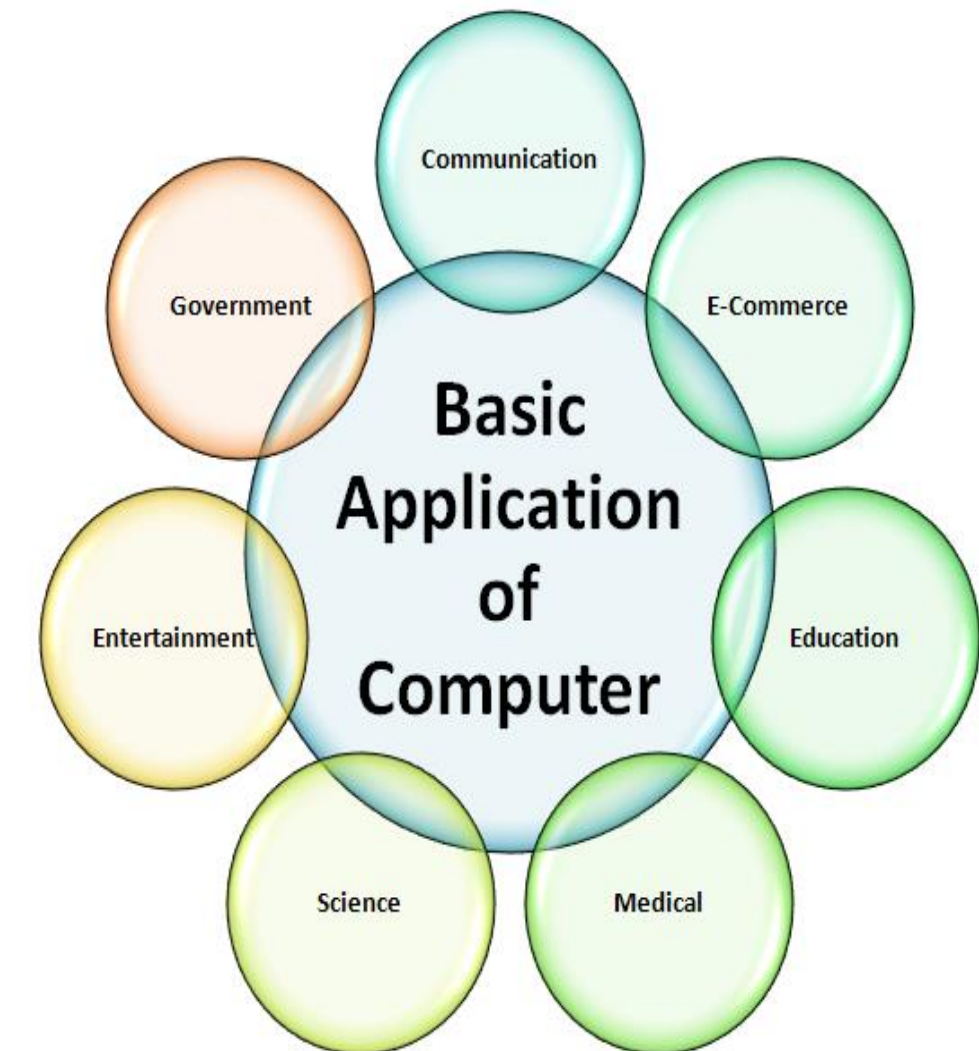 Communication
Government
E-Commerce
Basic
Application
of
Computer
Entertainment
Education
Science
Medical